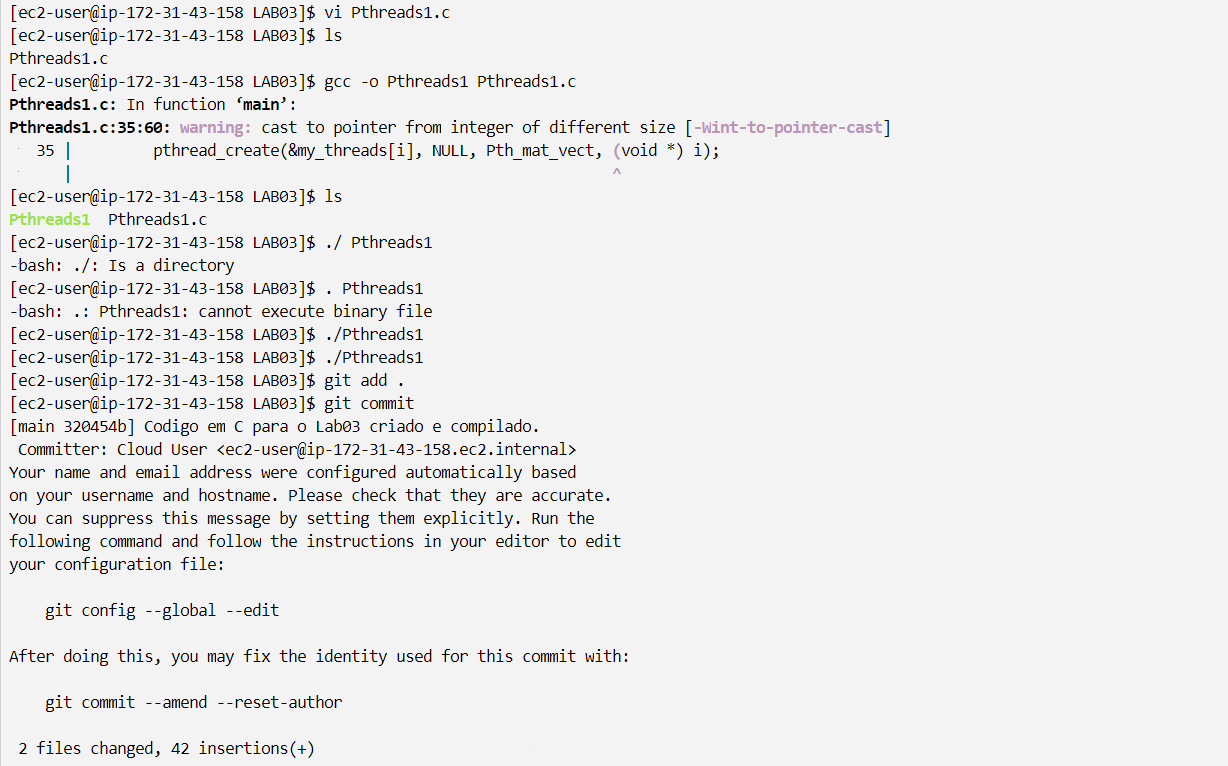 [ec2-user@ip-172-31-43-158 LAB03]$ vi Pthreads1.c
[ec2-user@ip-172-31-43-158 LAB03]$ ls
Pthreads1.c
[ec2-user@ip-172-31-43-158 LAB03]$ gcc -o Pthreads1 Pthreads1.c
Pthreads1.c: In function ‘main’:
Pthreads1.c:35:60: warning: cast to pointer from integer of different size [-Wint-to-pointer-cast]
   35 |         pthread_create(&my_threads[i], NULL, Pth_mat_vect, (void *) i);
      |                                                            ^
[ec2-user@ip-172-31-43-158 LAB03]$ ls
Pthreads1  Pthreads1.c
[ec2-user@ip-172-31-43-158 LAB03]$ ./ Pthreads1
-bash: ./: Is a directory
[ec2-user@ip-172-31-43-158 LAB03]$ . Pthreads1
-bash: .: Pthreads1: cannot execute binary file
[ec2-user@ip-172-31-43-158 LAB03]$ ./Pthreads1
[ec2-user@ip-172-31-43-158 LAB03]$ ./Pthreads1
[ec2-user@ip-172-31-43-158 LAB03]$ git add .
[ec2-user@ip-172-31-43-158 LAB03]$ git commit
[main 320454b] Codigo em C para o Lab03 criado e compilado.
 Committer: Cloud User <ec2-user@ip-172-31-43-158.ec2.internal>
Your name and email address were configured automatically based
on your username and hostname. Please check that they are accurate.
You can suppress this message by setting them explicitly. Run the
following command and follow the instructions in your editor to edit
your configuration file:
    git config --global --edit
After doing this, you may fix the identity used for this commit with:
    git commit --amend --reset-author
 2 files changed, 42 insertions(+)